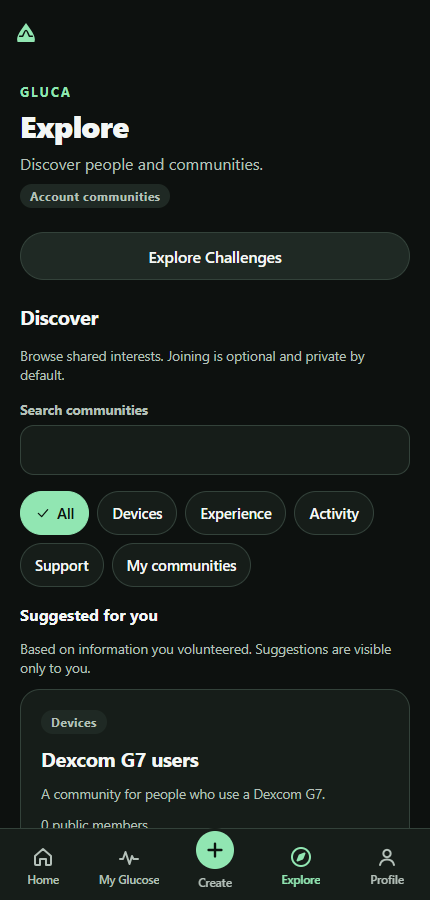 GLUCA
Explore
Discover people and communities.
Account communities
Explore Challenges
Discover
Browse shared interests. Joining is optional and private by
default.
Search communities
All
Devices
Experience
Activity
Support
My communities
Suggested for you
Based on information you volunteered. Suggestions are visible
only to you.
Devices
Dexcom G7 users
A community for people who use a Dexcom G7.
0 public members
Home
My Glucose
Create
Explore
Profile